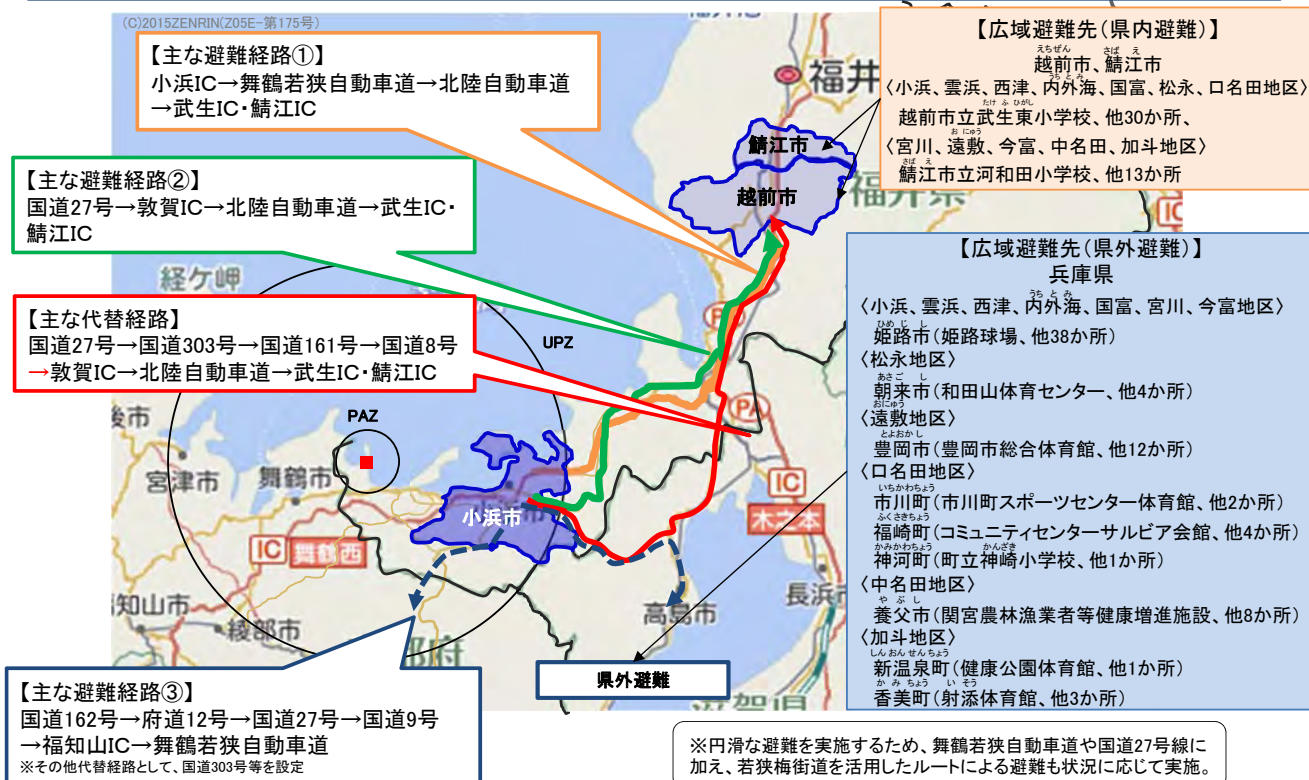 (C)2015ZENRIN(Z05E-第175号)
【主な避難経路①】
小浜IC→舞鶴若狭自動車道→北陸自動車道
→武生IC・鯖江IC
【主な避難経路②】
国道27号→敦賀IC→北陸自動車道→武生IC・
鯖江IC
【主な代替経路】
国道27号→国道303号→国道161号→国道8号
→敦賀IC→北陸自動車道→武生IC・鯖江IC
【主な避難経路③】
国道162号→府道12号→国道27号→国道9号
→福知山IC→舞鶴若狭自動車道
※その他代替経路として、国道303号等を設定
【広域避難先(県内避難)】
えちぜん さば え
越前市、鯖江市
うちとみ
〈小浜、雲浜、西津、内外海、国富、松永、口名田地区〉
たけ ふ ひがし
越前市立武生東小学校、他30か所、
おにゅう
〈宮川、遠敷、今富、中名田、加斗地区〉
さば え
鯖江市立河和田小学校、他13か所
【広域避難先(県外避難)】
兵庫県
うちとみ
〈小浜、雲浜、西津、内外海、国富、宮川、今富地区〉
ひめ じ し
姫路市(姫路球場、他38か所)
〈松永地区〉
あさご し
朝来市(和田山体育センター、他4か所)
おにゅう
〈遠敷地区〉
とよおかし
豊岡市(豊岡市総合体育館、他12か所)
〈口名田地区〉
いちかわちょう
市川町(市川町スポーツセンター体育館、他2か所)
ふくさきちょう
福崎町(コミュニティセンターサルビア会館、他4か所)
かみかわちょう かんざき
神河町(町立神崎小学校、他1か所)
〈中名田地区〉
や ぶ し
養父市(関宮農林漁業者等健康増進施設、他8か所)
〈加斗地区〉
しんおんせんちょう
新温泉町(健康公園体育館、他1か所)
か み ちょう い そう
香美町(射添体育館、他3か所)
福井
鯖江市
越前市
福井県
IC
経ケ岬
UPZ
PAZ
PA
宮津市
舞鶴市
小浜市
IC
木之本
IC
舞鶴西
綾部市
知山市
高島市
長浜市
都府
滋賀県
県外避難
※円滑な避難を実施するため、舞鶴若狭自動車道や国道27号線に
加え、若狭梅街道を活用したルートによる避難も状況に応じて実施。